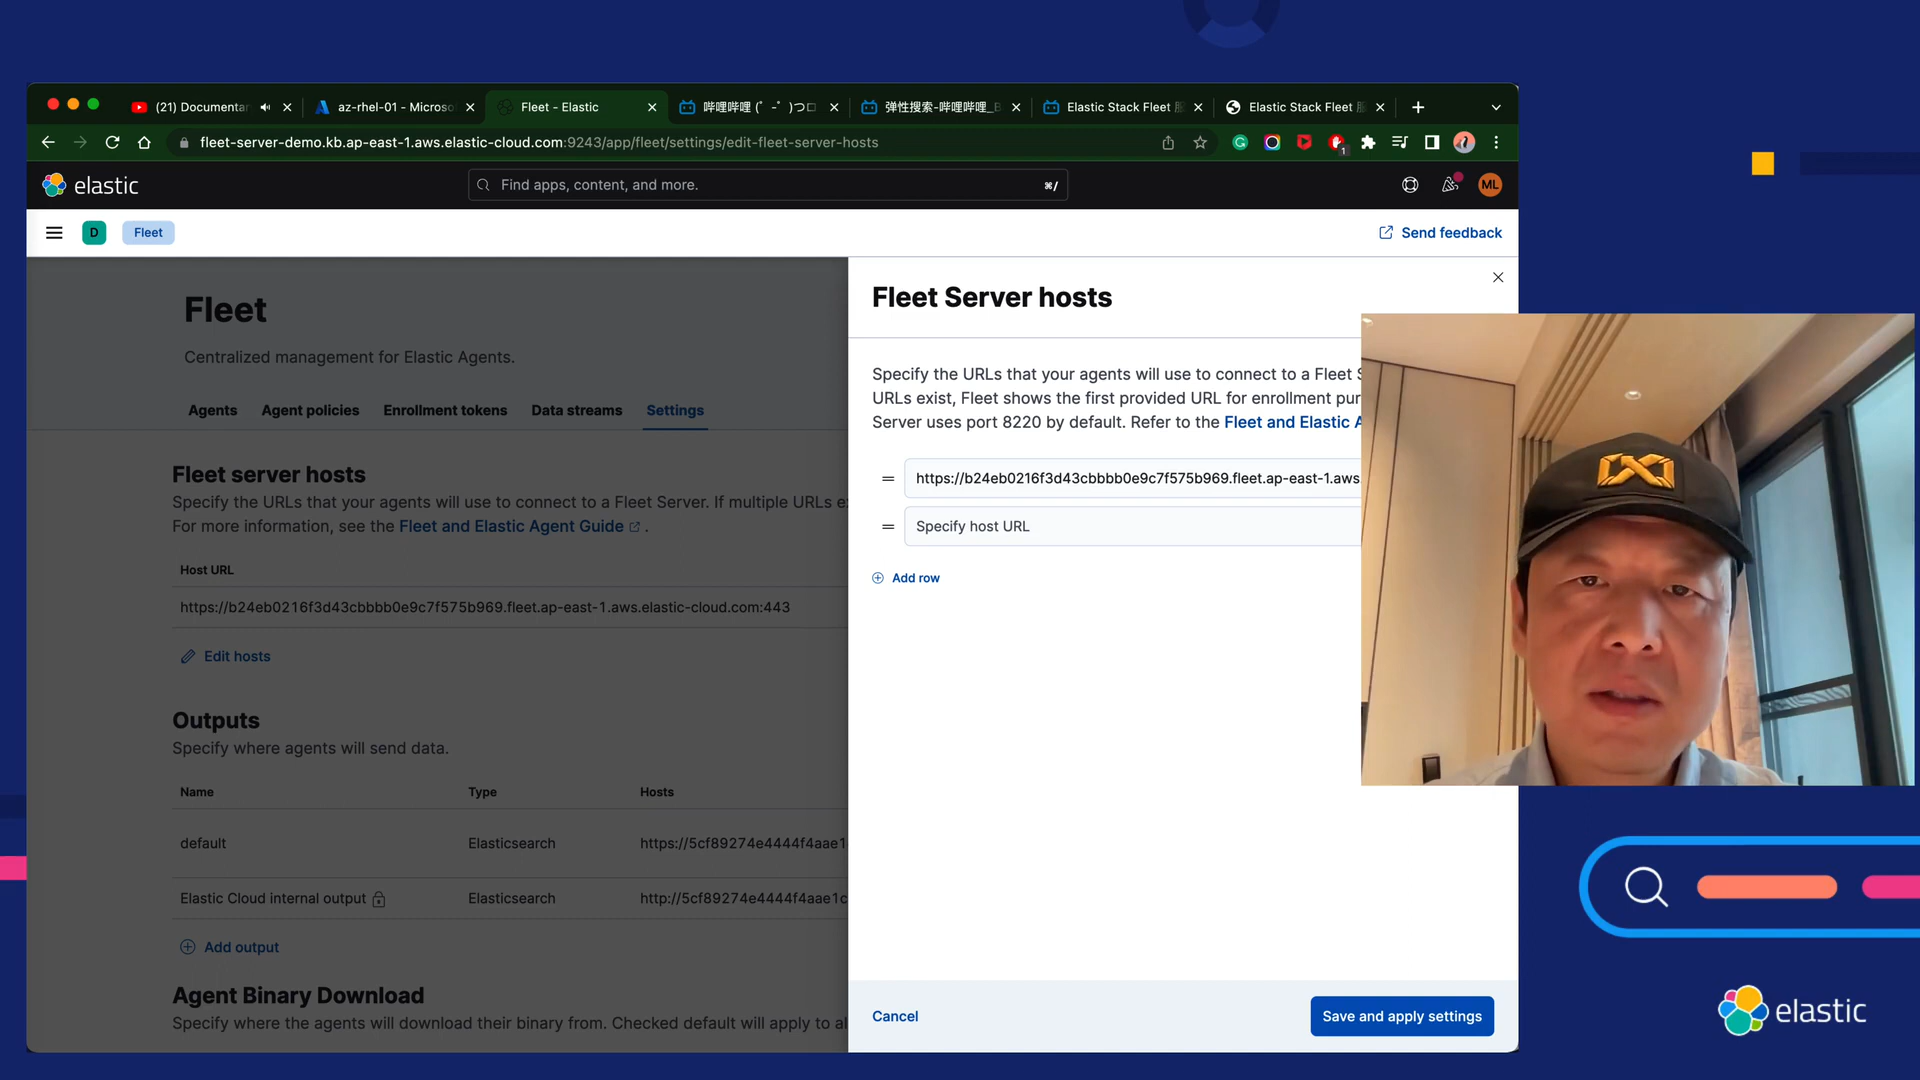 (21) Documentar
az-rhel-01 - Microso
Fleet - Elastic
哔哩哔哩 (゜-゜)つロ
弹性搜索-哔哩哔哩_B
Elastic Stack Fleet 服
Elastic Stack Fleet 服
fleet-server-demo.kb.ap-east-1.aws.elastic-cloud.com:9243/app/fleet/settings/edit-fleet-server-hosts
1
elastic
Find apps, content, and more.
⌘/
ML
D
Fleet
Send feedback
Fleet
Centralized management for Elastic Agents.
Agents
Agent policies
Enrollment tokens
Data streams
Settings
Fleet server hosts
Specify the URLs that your agents will use to connect to a Fleet Server. If multiple URLs ex
For more information, see the Fleet and Elastic Agent Guide .
Host URL
https://b24eb0216f3d43cbbbb0e9c7f575b969.fleet.ap-east-1.aws.elastic-cloud.com:443
Edit hosts
Outputs
Specify where agents will send data.
Name
Type
Hosts
default
Elasticsearch
https://5cf89274e4444f4aae1
Elastic Cloud internal output
Elasticsearch
http://5cf89274e4444f4aae1c
Add output
Agent Binary Download
Specify where the agents will download their binary from. Checked default will apply to al
Fleet Server hosts
Specify the URLs that your agents will use to connect to a Fleet S
URLs exist, Fleet shows the first provided URL for enrollment pur
Server uses port 8220 by default. Refer to the Fleet and Elastic A
https://b24eb0216f3d43cbbbb0e9c7f575b969.fleet.ap-east-1.aws
Specify host URL
Add row
Cancel
Save and apply settings
elastic